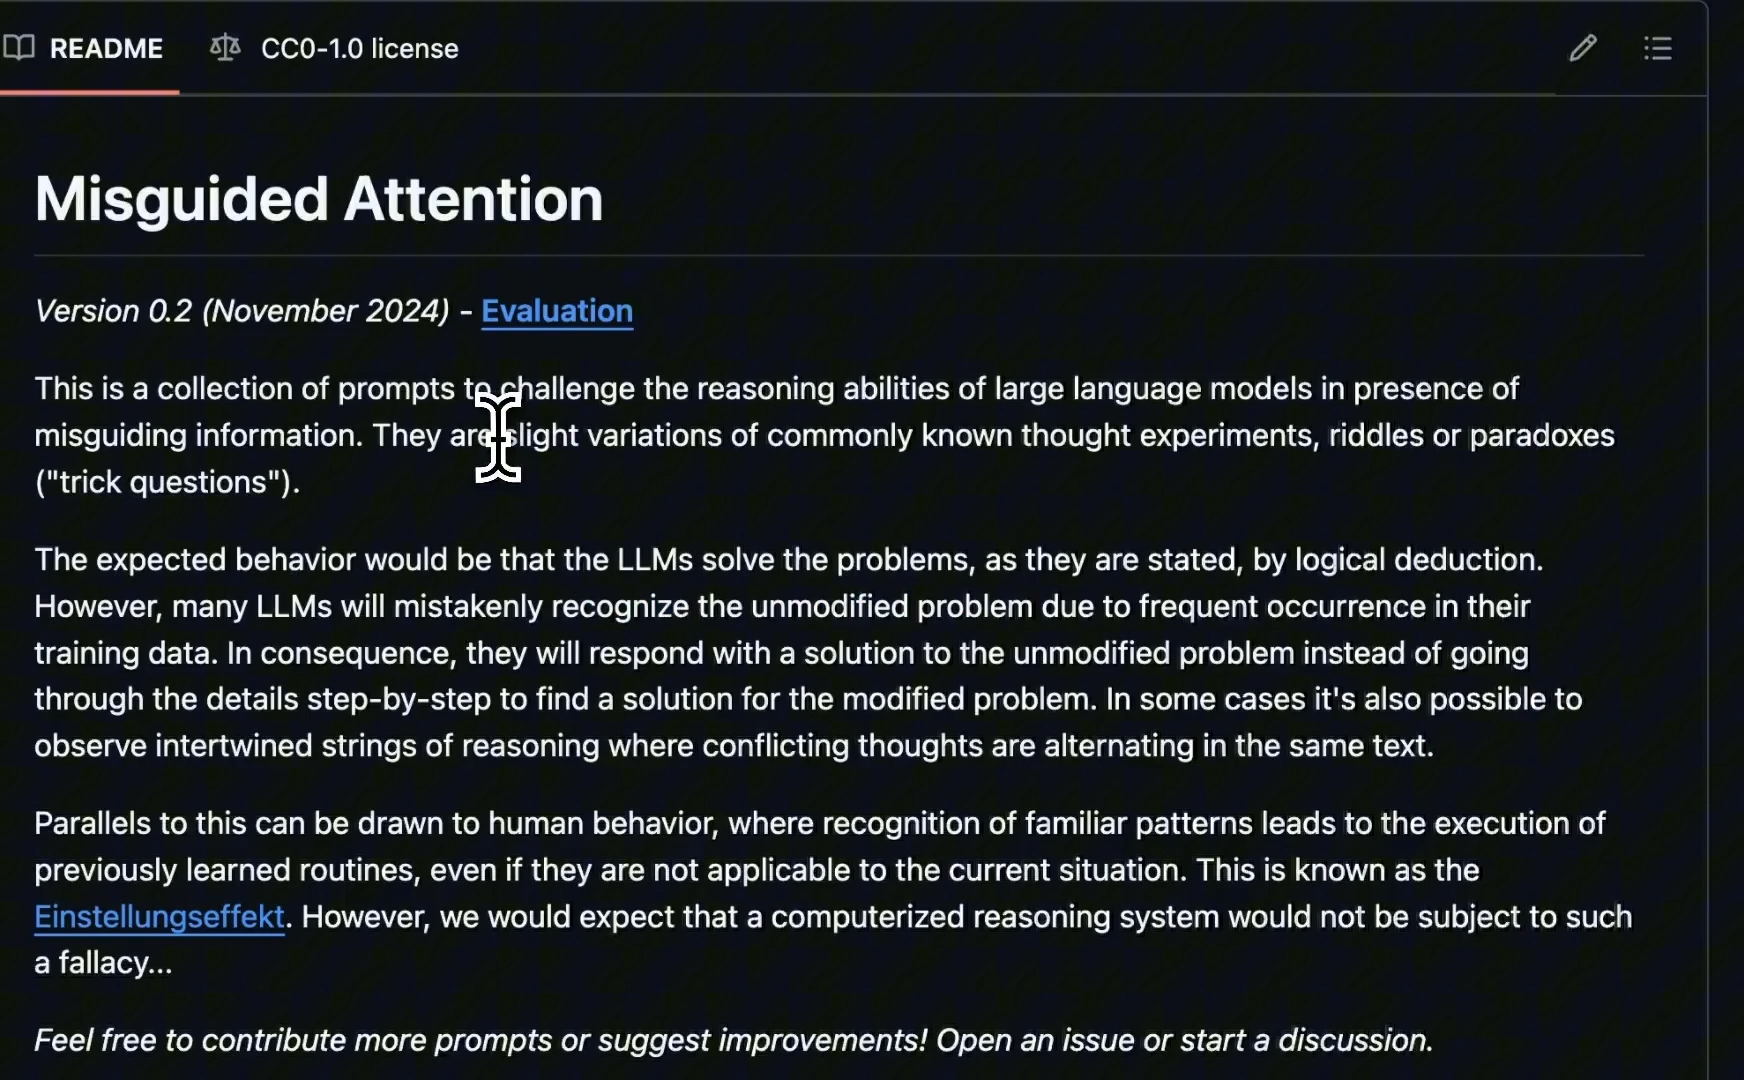 README CC0-1.0 license
Misguided Attention
Version 0.2 (November 2024) - Evaluation
This is a collection of prompts to challenge the reasoning abilities of large language models in presence of
misguiding information. They are slight variations of commonly known thought experiments, riddles or paradoxes
("trick questions").
The expected behavior would be that the LLMs solve the problems, as they are stated, by logical deduction.
However, many LLMs will mistakenly recognize the unmodified problem due to frequent occurrence in their
training data. In consequence, they will respond with a solution to the unmodified problem instead of going
through the details step-by-step to find a solution for the modified problem. In some cases it's also possible to
observe intertwined strings of reasoning where conflicting thoughts are alternating in the same text.
Parallels to this can be drawn to human behavior, where recognition of familiar patterns leads to the execution of
previously learned routines, even if they are not applicable to the current situation. This is known as the
Einstellungseffekt. However, we would expect that a computerized reasoning system would not be subject to such
a fallacy...
Feel free to contribute more prompts or suggest improvements! Open an issue or start a discussion.